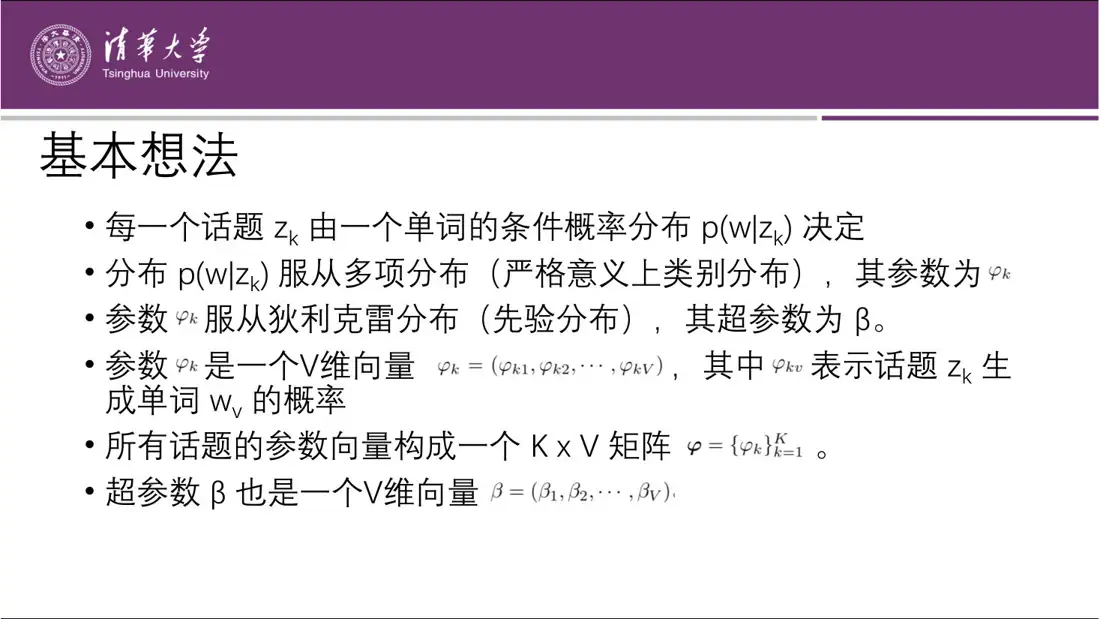 清华大学
Tsinghua University
基本想法
• 每一个话题 zk 由一个单词的条件概率分布 p(w|zk) 决定
• 分布 p(w|zk) 服从多项分布（严格意义上类别分布），其参数为 φk
• 参数 φk 服从狄利克雷分布（先验分布），其超参数为 β。
• 参数 φk 是一个V维向量 φk = (φk1, φk2, ⋯ , φkV) ，其中 φkv 表示话题 zk 生
成单词 wv 的概率
• 所有话题的参数向量构成一个 K x V 矩阵 φ = {φk}_{k=1}^{K} 。
• 超参数 β 也是一个V维向量 β = (β1, β2, ⋯ , βV)